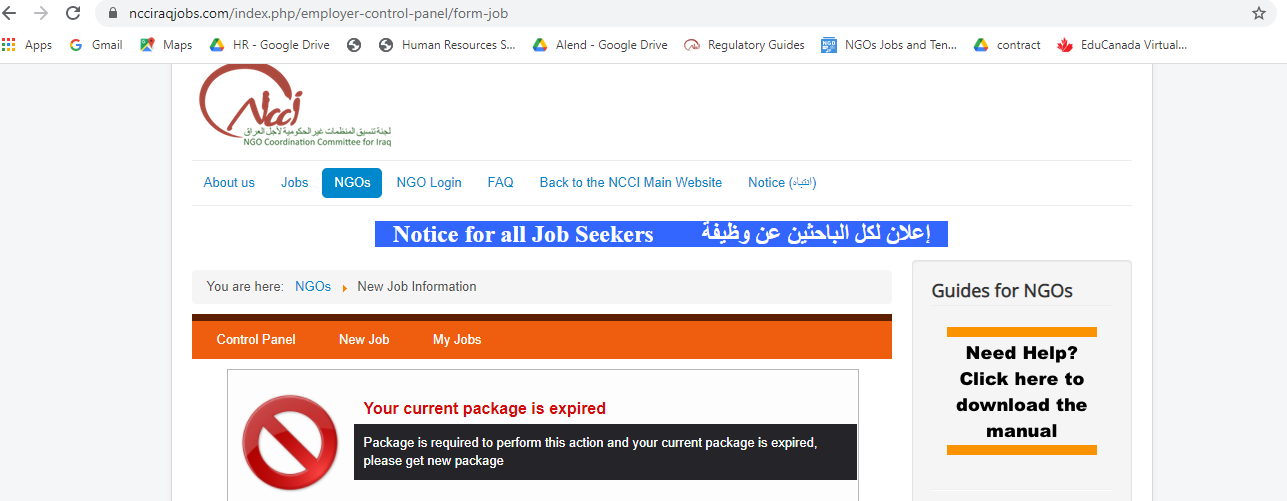 ncciraqjobs.com/index.php/employer-control-panel/form-job
Apps Gmail Maps HR - Google Drive Human Resources S... Alend - Google Drive Regulatory Guides NGOs Jobs and Ten... contract EduCanada Virtual...
Ncci
لجنة تنسيق المنظمات غير الحكومية لأجل العراق
NGO Coordination Committee for Iraq
About us Jobs NGOs NGO Login FAQ Back to the NCCI Main Website Notice (انتباه)
Notice for all Job Seekers إعلان لكل الباحثين عن وظيفة
You are here: NGOs New Job Information
Control Panel New Job My Jobs
Your current package is expired
Package is required to perform this action and your current package is expired,
please get new package
Guides for NGOs
Need Help?
Click here to
download the
manual